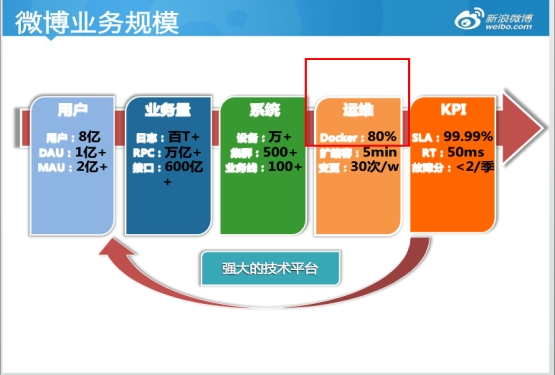 微博业务规模
新浪微博
weibo.com
用户
用户：8亿
DAU：1亿+
MAU：2亿+
业务量
日志：百T+
RPC：万亿+
接口：600亿
+
系统
设备：万+
集群：500+
业务线：100+
运维
Docker：80%
扩缩容：5min
变更：30次/w
KPI
SLA：99.99%
RT：50ms
故障分：<2/季
强大的技术平台